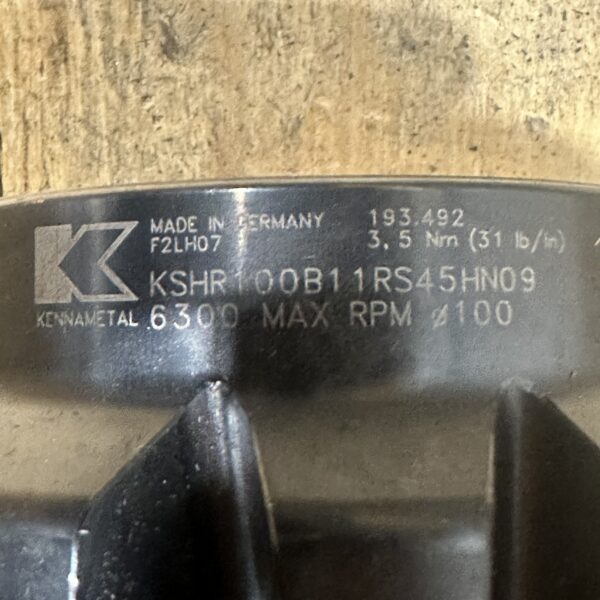 MADE IN GERMANY 193.492
F2LH07 3,5 Nm (31 lb/in)
KSHR100B11RS45HN09
KENNAMETAL 6300 MAX RPM ⌀100